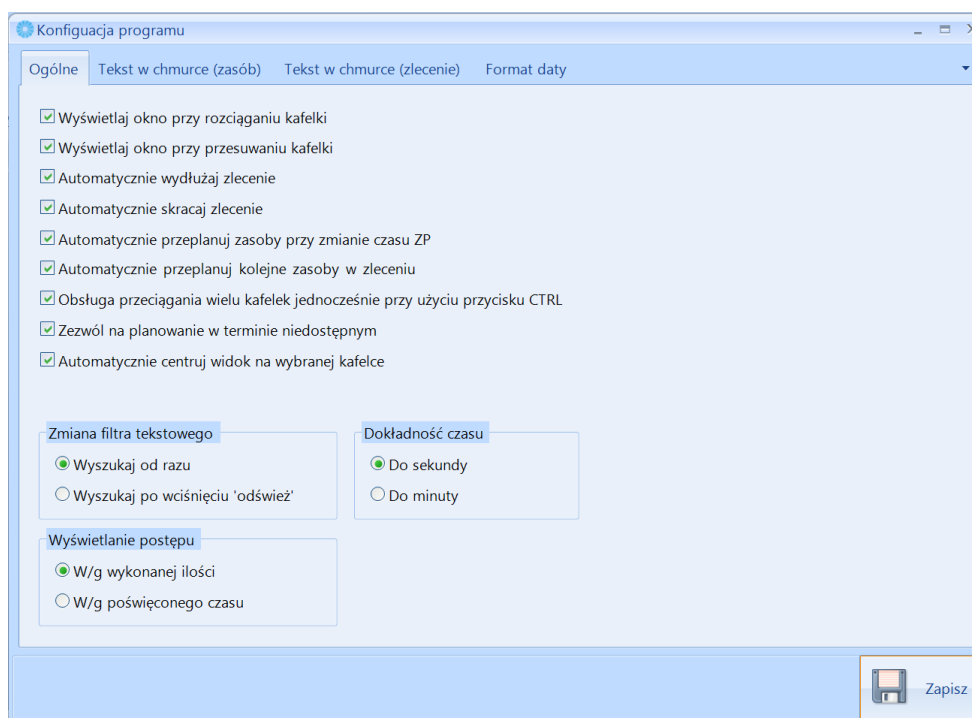 Konfiguacja programu
Ogólne Tekst w chmurce (zasób) Tekst w chmurce (zlecenie) Format daty
Wyświetlaj okno przy rozciąganiu kafelki
Wyświetlaj okno przy przesuwaniu kafelki
Automatycznie wydłużaj zlecenie
Automatycznie skracaj zlecenie
Automatycznie przeplanuj zasoby przy zmianie czasu ZP
Automatycznie przeplanuj kolejne zasoby w zleceniu
Obsługa przeciągania wielu kafelek jednocześnie przy użyciu przycisku CTRL
Zezwól na planowanie w terminie niedostępnym
Automatycznie centruj widok na wybranej kafelce
Zmiana filtra tekstowego
Wyszukaj od razu
Wyszukaj po wciśnięciu 'odśwież'
Dokładność czasu
Do sekundy
Do minuty
Wyświetlanie postępu
W/g wykonanej ilości
W/g poświęconego czasu
Zapisz